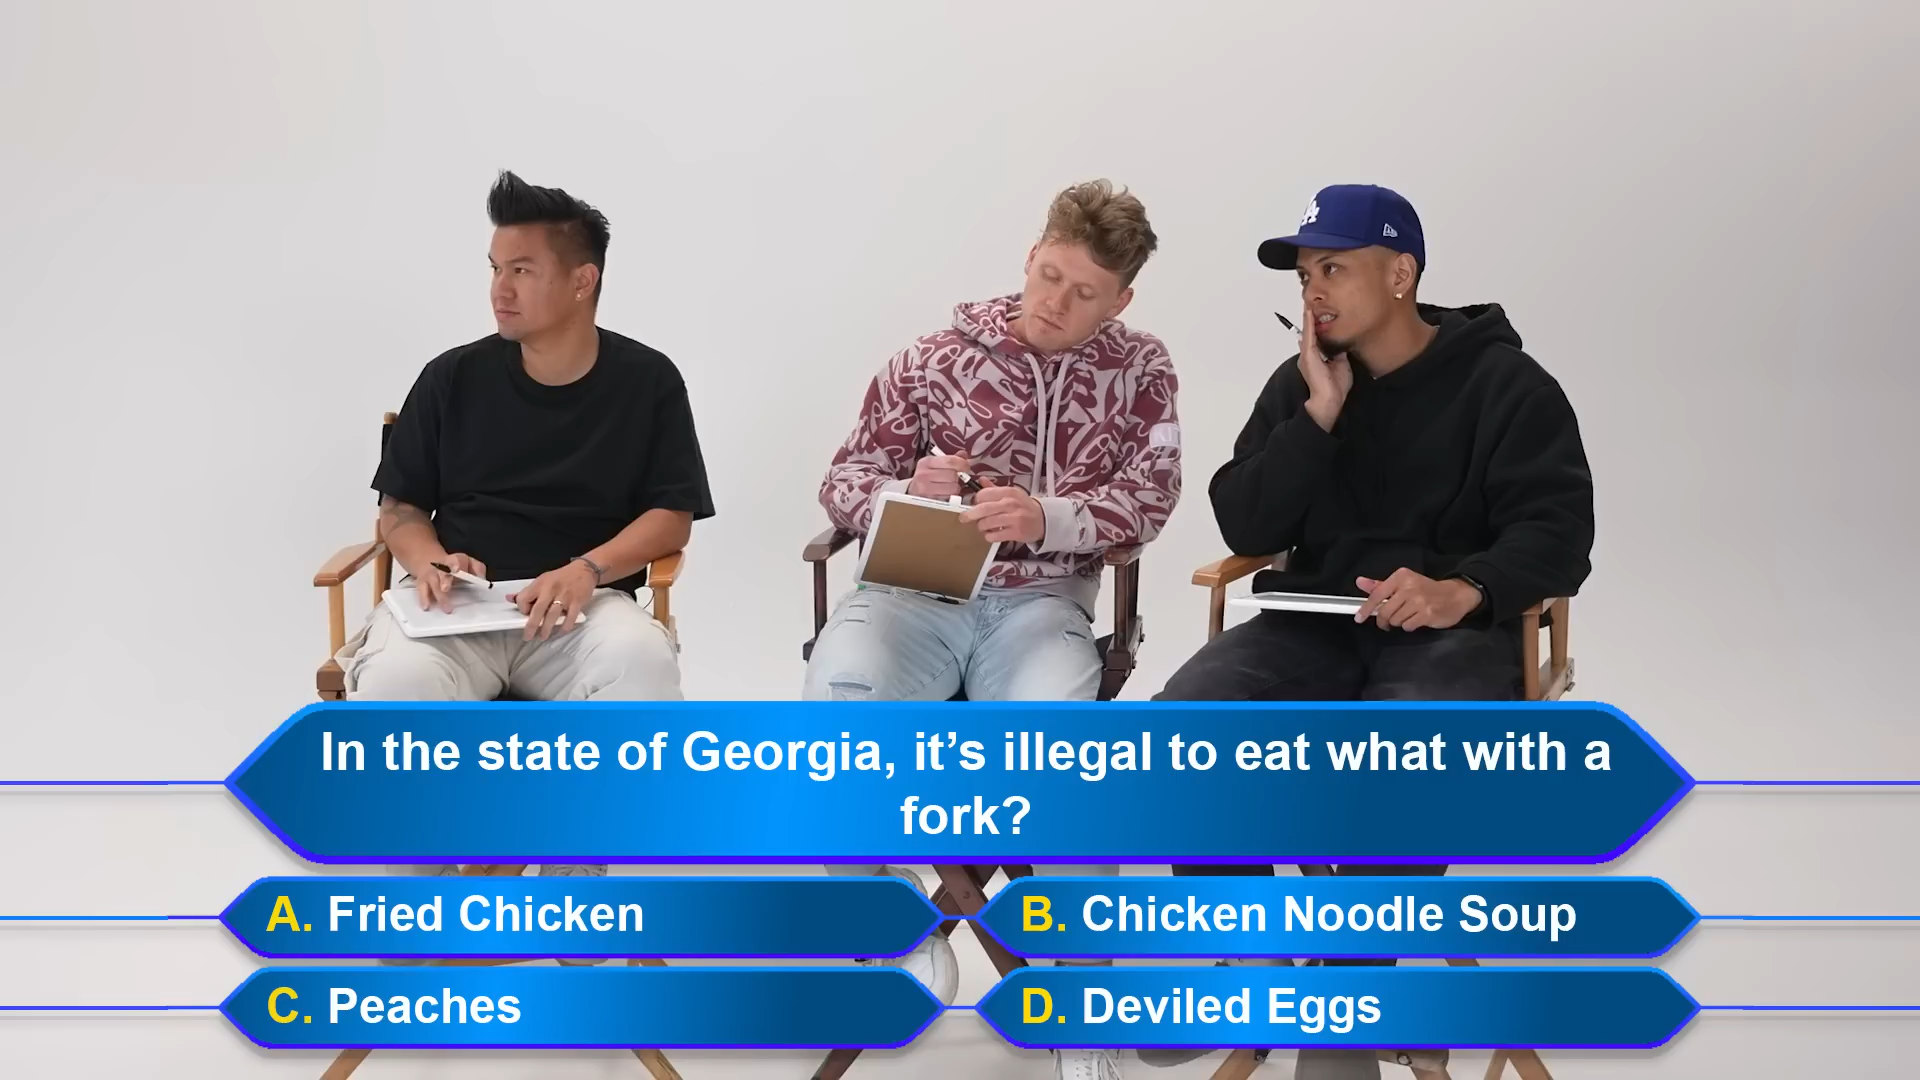 LA
In the state of Georgia, it’s illegal to eat what with a
fork?
A. Fried Chicken
B. Chicken Noodle Soup
C. Peaches
D. Deviled Eggs